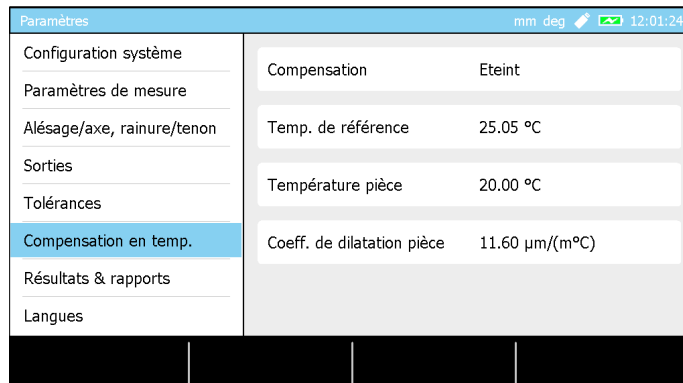 Paramètres
mm deg 12:01:24
Configuration système
Paramètres de mesure
Alésage/axe, rainure/tenon
Sorties
Tolérances
Compensation en temp.
Résultats & rapports
Langues
Compensation Eteint
Temp. de référence 25.05 °C
Température pièce 20.00 °C
Coeff. de dilatation pièce 11.60 µm/(m°C)